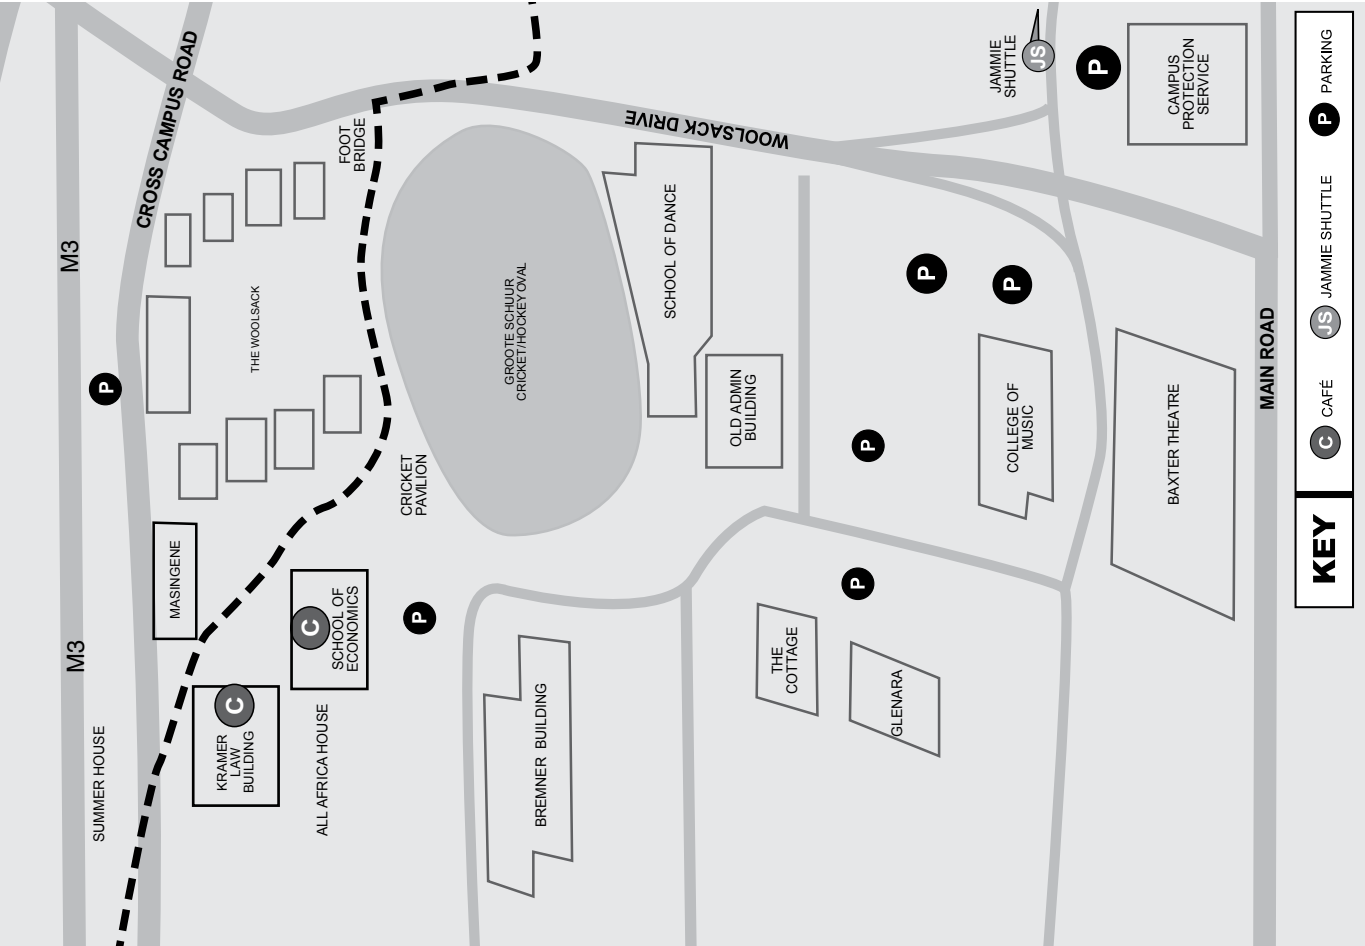 M3
CROSS CAMPUS ROAD
FOOT
BRIDGE
WOOLSACK DRIVE
JAMMIE
SHUTTLE
JS
P
CAMPUS
PROTECTION
SERVICE
THE WOOLSACK
P
GROOTE SCHUUR
CRICKET/HOCKEY OVAL
SCHOOL OF DANCE
OLD ADMIN
BUILDING
P
P
P
COLLEGE OF
MUSIC
BAXTER THEATRE
MAIN ROAD
CRICKET
PAVILION
MASINGENE
C
SCHOOL OF
ECONOMICS
P
P
M3
SUMMER HOUSE
C
KRAMER
LAW
BUILDING
ALL AFRICA HOUSE
BREMNER BUILDING
THE
COTTAGE
GLENARA
KEY
C CAFÉ
JS JAMMIE SHUTTLE
P PARKING